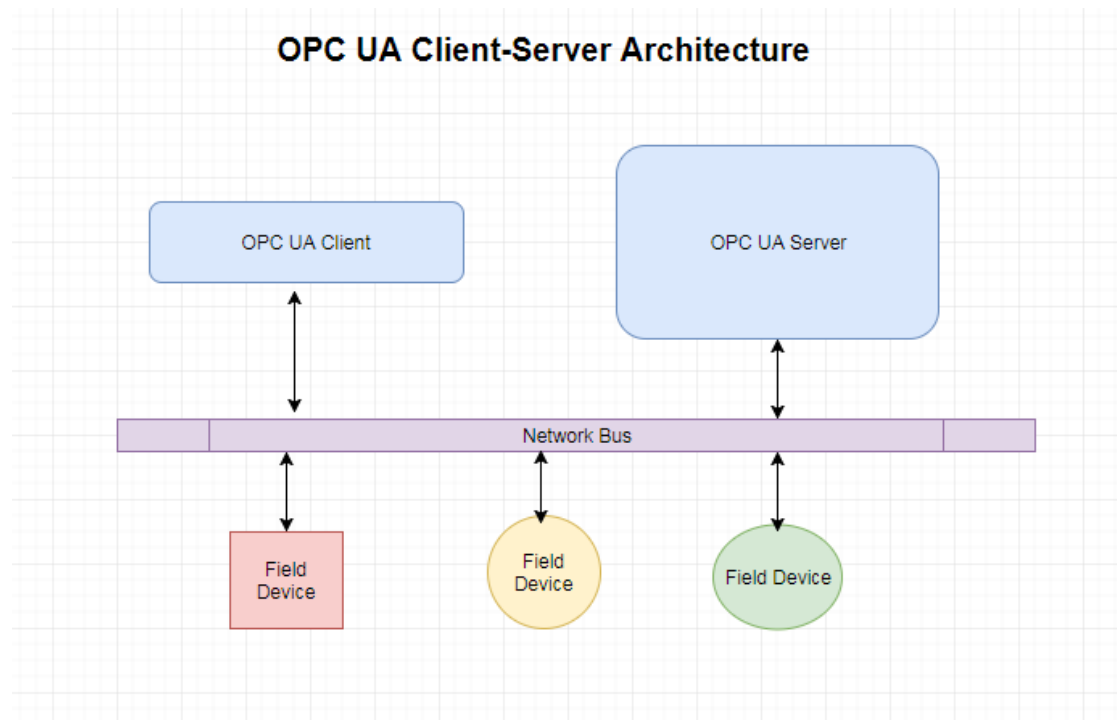 OPC UA Client-Server Architecture
OPC UA Client
OPC UA Server
Network Bus
Field
Device
Field
Device
Field Device